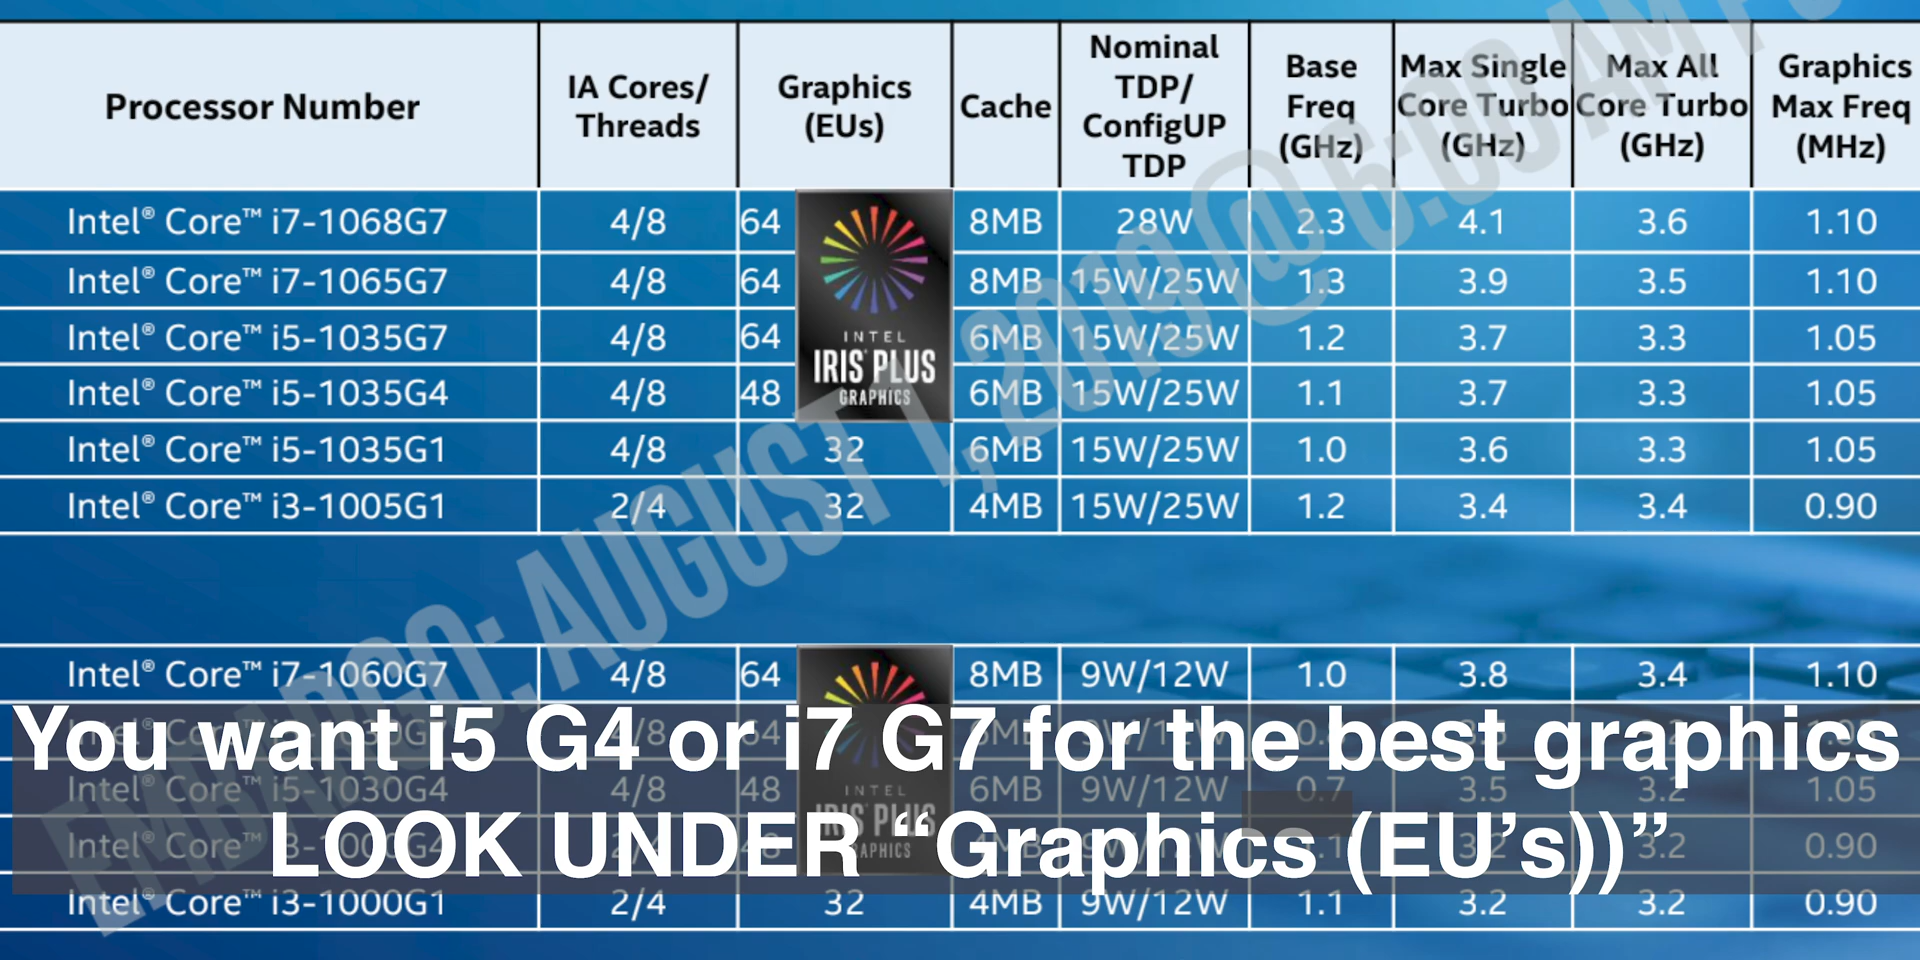 Processor Number
IA Cores/
Threads
Graphics
(EUs)
Cache
Nominal
TDP/
ConfigUP
TDP
Base
Freq
(GHz)
Max Single
Core Turbo
(GHz)
Max All
Core Turbo
(GHz)
Graphics
Max Freq
(MHz)
Intel® Core™ i7-1068G7 4/8 64 8MB 28W 2.3 4.1 3.6 1.10
Intel® Core™ i7-1065G7 4/8 64 8MB 15W/25W 1.3 3.9 3.5 1.10
Intel® Core™ i5-1035G7 4/8 64 6MB 15W/25W 1.2 3.7 3.3 1.05
Intel® Core™ i5-1035G4 4/8 48 6MB 15W/25W 1.1 3.7 3.3 1.05
Intel® Core™ i5-1035G1 4/8 32 6MB 15W/25W 1.0 3.6 3.3 1.05
Intel® Core™ i3-1005G1 2/4 32 4MB 15W/25W 1.2 3.4 3.4 0.90
INTEL
IRIS® PLUS
GRAPHICS
EMBARGO: AUGUST 1, 2019 @ 6:00 AM
Intel® Core™ i7-1060G7 4/8 64 8MB 9W/12W 1.0 3.8 3.4 1.10
You want i5 G4 or i7 G7 for the best graphics
Intel® Core™ i5-1030G4 4/8 48 6MB 9W/12W 0.7 3.5 3.2 1.05
INTEL
IRIS PLUS
GRAPHICS
LOOK UNDER “Graphics (EU’s))”
3.2 0.90
Intel® Core™ i3-1000G1 2/4 32 4MB 9W/12W 1.1 3.2 3.2 0.90